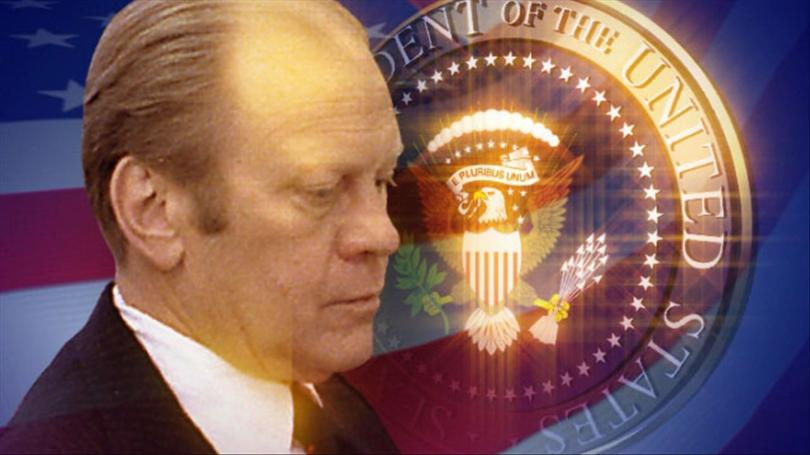 DENT OF THE UNITED STATES
E PLURIBUS UNUM